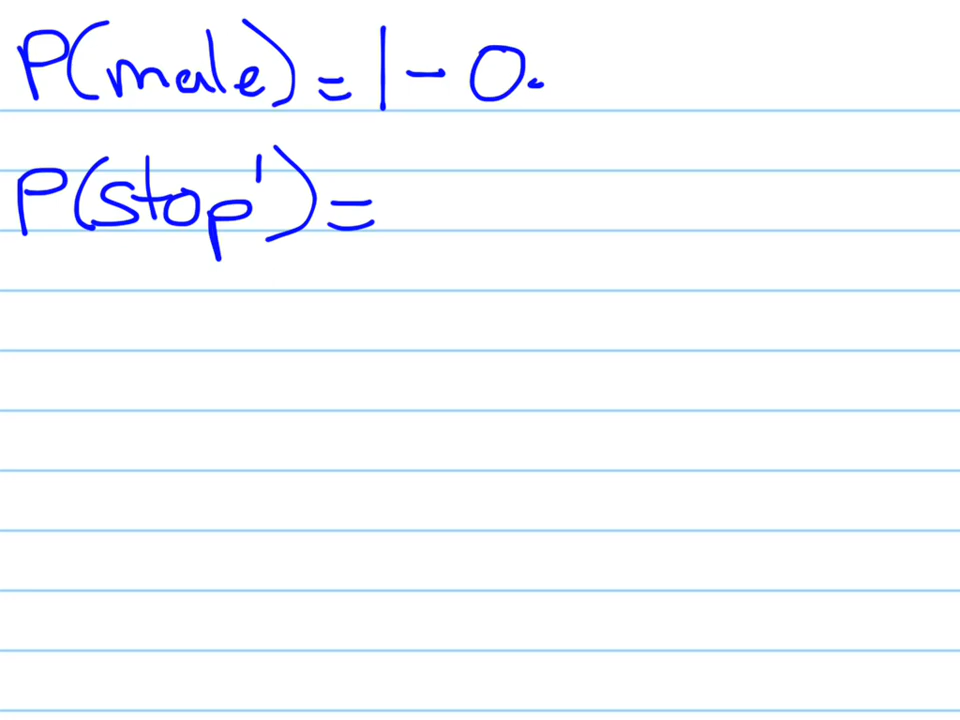 P(male) = 1 - 0.
P(stop') =